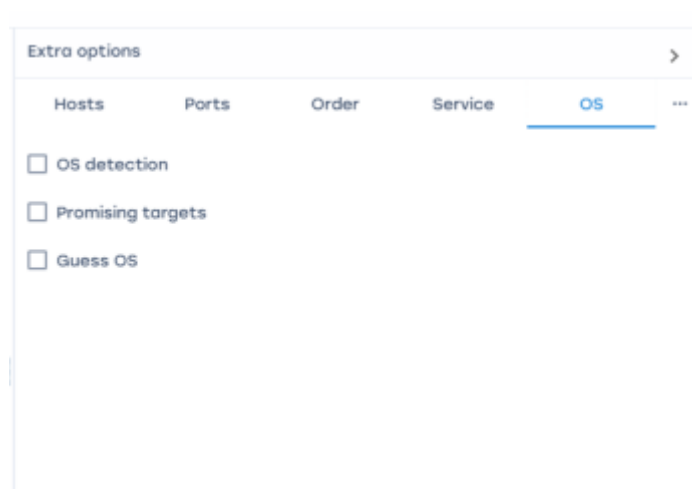 Extra options
Hosts Ports Order Service OS ...
OS detection
Promising targets
Guess OS